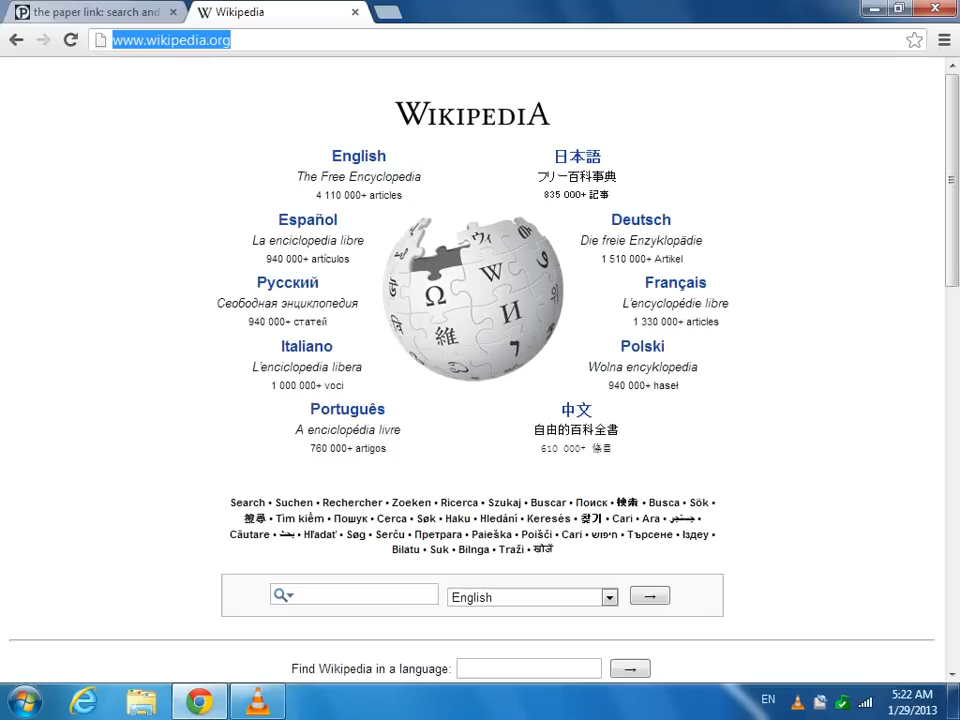 the paper link: search and
Wikipedia
www.wikipedia.org
WIKIPEDIA
English
The Free Encyclopedia
4 110 000+ articles
日本語
フリー百科事典
835 000+ 記事
Español
La enciclopedia libre
940 000+ artículos
Deutsch
Die freie Enzyklopädie
1 510 000+ Artikel
Русский
Свободная энциклопедия
940 000+ статей
Français
L'encyclopédie libre
1 330 000+ articles
Italiano
L'enciclopedia libera
1 000 000+ voci
Polski
Wolna encyklopedia
940 000+ haseł
Português
A enciclopédia livre
760 000+ artigos
中文
自由的百科全書
610 000+ 條目
Search • Suchen • Rechercher • Zoeken • Ricerca • Szukaj • Buscar • Поиск • 検索 • Busca • Sök •
搜尋 • Tìm kiếm • Пошук • Cerca • Søk • Haku • Hledání • Keresés • 찾기 • Cari • Ara • جستجو •
Căutare • بحث • Hľadať • Søg • Serĉu • Претрага • Paieška • Poišči • Cari • חיפוש • Търсене • Іздеу •
Bilatu • Suk • Bilnga • Traži • खोजें
English
→
Find Wikipedia in a language:
→
EN
5:22 AM
1/29/2013